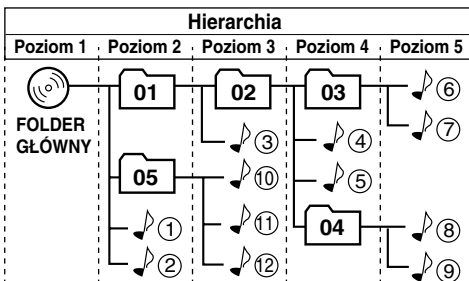 Hierarchia
Poziom 1 Poziom 2 Poziom 3 Poziom 4 Poziom 5
01 02 03 ⑥
FOLDER GŁÓWNY
③ ④ ⑦
05 ⑩ ⑤
① ⑪ 04 ⑧
② ⑫ ⑨